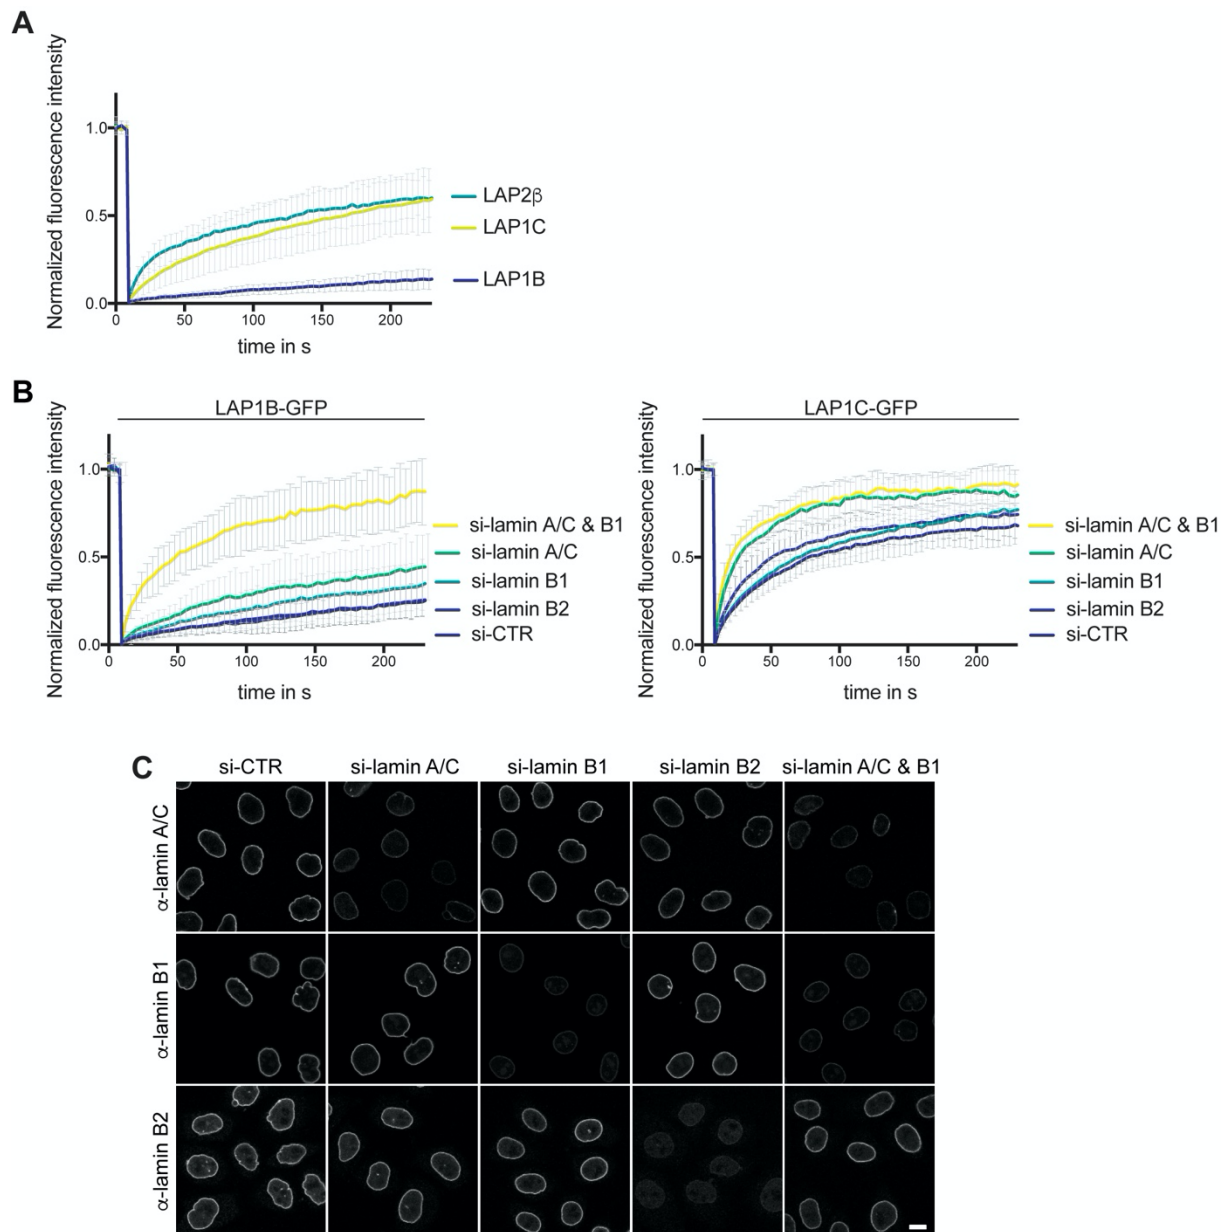 A
Normalized fluorescence intensity
1.0
0.5
0.0
0 50 100 150 200
time in s
LAP2β
LAP1C
LAP1B
B
LAP1B-GFP
Normalized fluorescence intensity
1.0
0.5
0.0
0 50 100 150 200
time in s
si-lamin A/C & B1
si-lamin A/C
si-lamin B1
si-lamin B2
si-CTR
LAP1C-GFP
Normalized fluorescence intensity
1.0
0.5
0.0
0 50 100 150 200
time in s
si-lamin A/C & B1
si-lamin A/C
si-lamin B1
si-lamin B2
si-CTR
C
si-CTR si-lamin A/C si-lamin B1 si-lamin B2 si-lamin A/C & B1
α-lamin A/C
α-lamin B1
α-lamin B2